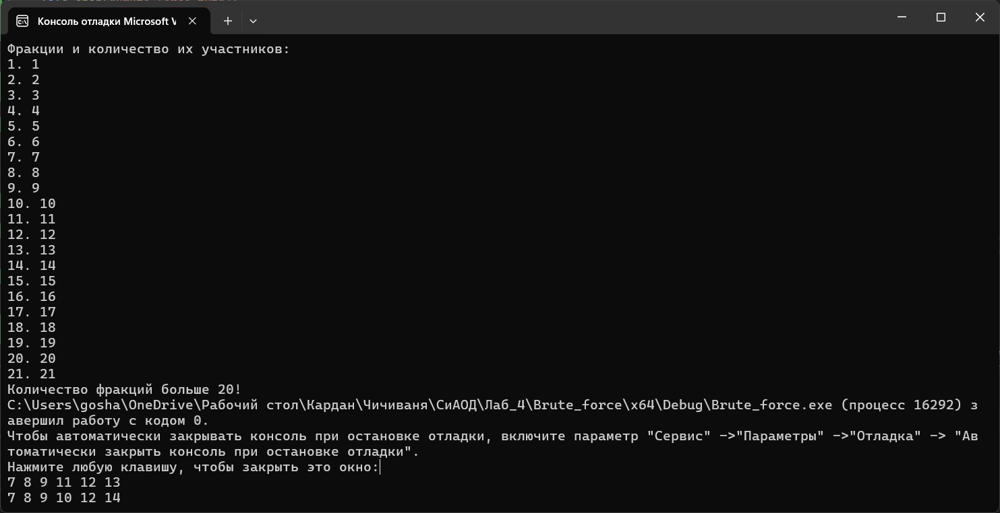 Консоль отладки Microsoft V
Фракции и количество их участников:
1. 1
2. 2
3. 3
4. 4
5. 5
6. 6
7. 7
8. 8
9. 9
10. 10
11. 11
12. 12
13. 13
14. 14
15. 15
16. 16
17. 17
18. 18
19. 19
20. 20
21. 21
Количество фракций больше 20!
C:\Users\gosha\OneDrive\Рабочий стол\Кардан\Чичиваня\СиАОД\Лаб_4\Brute_force\x64\Debug\Brute_force.exe (процесс 16292) з
авершил работу с кодом 0.
Чтобы автоматически закрывать консоль при остановке отладки, включите параметр "Сервис" ->"Параметры" ->"Отладка" -> "Ав
томатически закрыть консоль при остановке отладки".
Нажмите любую клавишу, чтобы закрыть это окно:
7 8 9 11 12 13
7 8 9 10 12 14